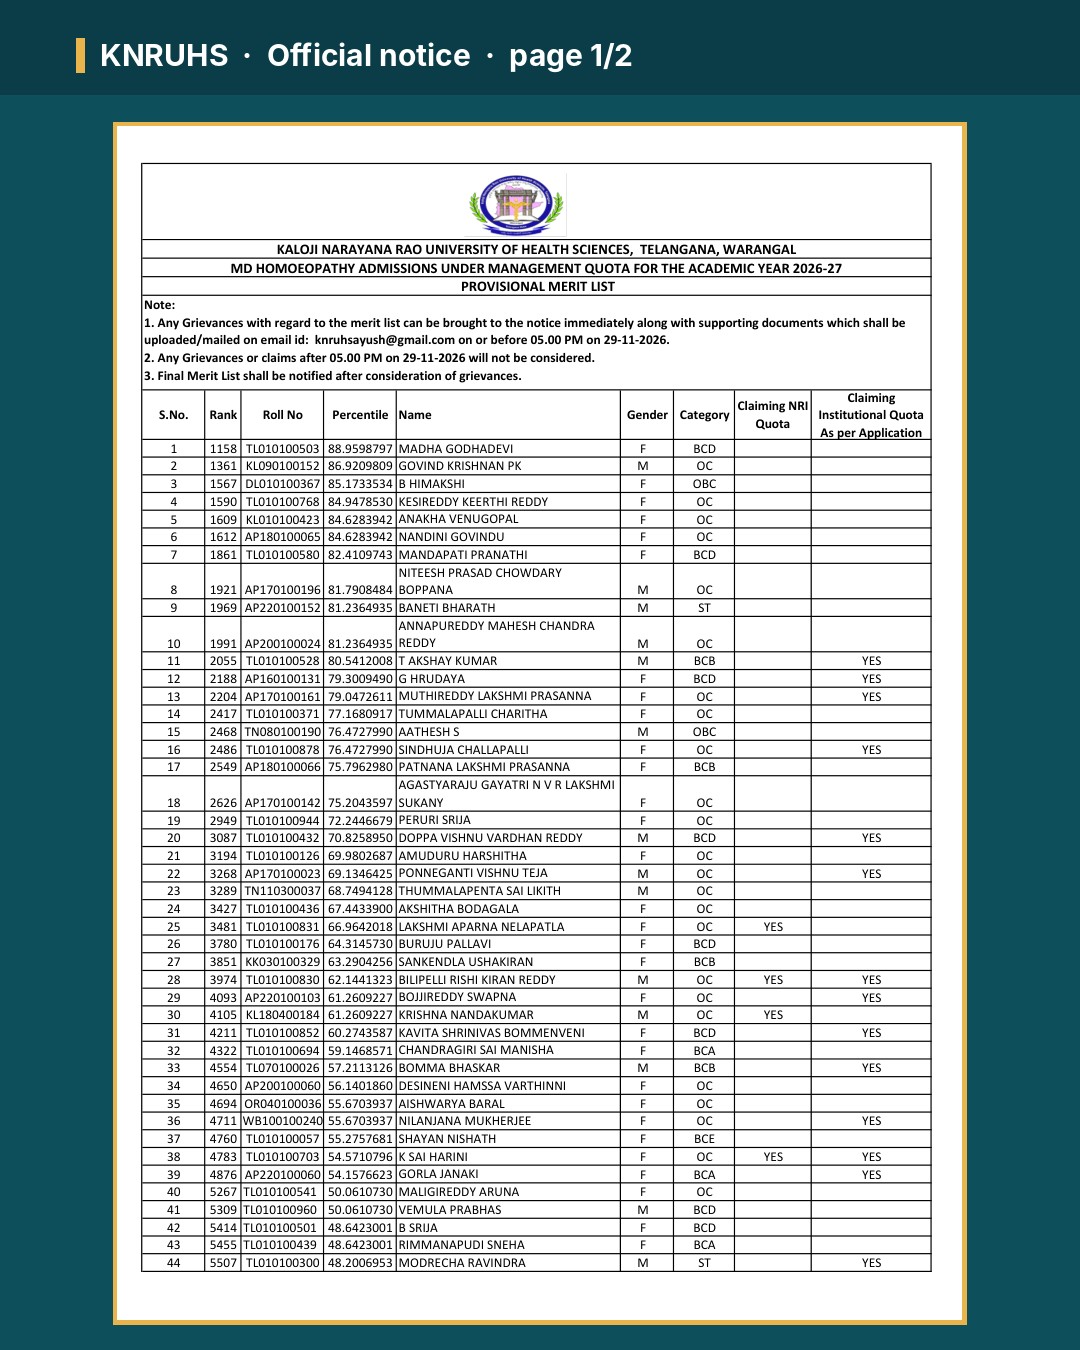 KNRUHS · Official notice · page 1/2
KALOJI NARAYANA RAO UNIVERSITY OF HEALTH SCIENCES, TELANGANA, WARANGAL
MD HOMOEOPATHY ADMISSIONS UNDER MANAGEMENT QUOTA FOR THE ACADEMIC YEAR 2026-27
PROVISIONAL MERIT LIST
Note:
1. Any Grievances with regard to the merit list can be brought to the notice immediately along with supporting documents which shall be
uploaded/mailed on email id: knruhsayush@gmail.com on or before 05.00 PM on 29-11-2026.
2. Any Grievances or claims after 05.00 PM on 29-11-2026 will not be considered.
3. Final Merit List shall be notified after consideration of grievances.
S.No. Rank Roll No Percentile Name Gender Category Claiming NRI Quota Claiming Institutional Quota As per Application
1 1158 TL010100503 88.9598797 MADHA GODHADEVI F BCD
2 1361 KL090100152 86.9209809 GOVIND KRISHNAN PK M OC
3 1567 DL010100367 85.1733534 B HIMAKSHI F OBC
4 1590 TL010100768 84.9478530 KESIREDDY KEERTHI REDDY F OC
5 1609 KL010100423 84.6283942 ANAKHA VENUGOPAL F OC
6 1612 AP180100065 84.6283942 NANDINI GOVINDU F OC
7 1861 TL010100580 82.4109743 MANDAPATI PRANATHI F BCD
8 1921 AP170100196 81.7908484 NITEESH PRASAD CHOWDARY BOPPANA M OC
9 1969 AP220100152 81.2364935 BANETI BHARATH M ST
10 1991 AP200100024 81.2364935 ANNAPUREDDY MAHESH CHANDRA REDDY M OC
11 2055 TL010100528 80.5412008 T AKSHAY KUMAR M BCB YES
12 2188 AP160100131 79.3009490 G HRUDAYA F BCD YES
13 2204 AP170100161 79.0472611 MUTHIREDDY LAKSHMI PRASANNA F OC YES
14 2417 TL010100371 77.1680917 TUMMALAPALLI CHARITHA F OC
15 2468 TN080100190 76.4727990 AATHESH S M OBC
16 2486 TL010100878 76.4727990 SINDHUJA CHALLAPALLI F OC YES
17 2549 AP180100066 75.7962980 PATNANA LAKSHMI PRASANNA F BCB
18 2626 AP170100142 75.2043597 AGASTYARAJU GAYATRI N V R LAKSHMI SUKANY F OC
19 2949 TL010100944 72.2446679 PERURI SRIJA F OC
20 3087 TL010100432 70.8258950 DOPPA VISHNU VARDHAN REDDY M BCD YES
21 3194 TL010100126 69.9802687 AMUDURU HARSHITHA F OC
22 3268 AP170100023 69.1346425 PONNEGANTI VISHNU TEJA M OC YES
23 3289 TN110300037 68.7494128 THUMMALAPENTA SAI LIKITH M OC
24 3427 TL010100436 67.4433900 AKSHITHA BODAGALA F OC
25 3481 TL010100831 66.9642018 LAKSHMI APARNA NELAPATLA F OC YES
26 3780 TL010100176 64.3145730 BURUJU PALLAVI F BCD
27 3851 KK030100329 63.2904256 SANKENDLA USHAKIRAN F BCB
28 3974 TL010100830 62.1441323 BILIPELLI RISHI KIRAN REDDY M OC YES YES
29 4093 AP220100103 61.2609227 BOJJIREDDY SWAPNA F OC YES
30 4105 KL180400184 61.2609227 KRISHNA NANDAKUMAR M OC YES
31 4211 TL010100852 60.2743587 KAVITA SHRINIVAS BOMMENVENI F BCD YES
32 4322 TL010100694 59.1468571 CHANDRAGIRI SAI MANISHA F BCA
33 4554 TL070100026 57.2113126 BOMMA BHASKAR M BCB YES
34 4650 AP200100060 56.1401860 DESINENI HAMSSA VARTHINNI F OC
35 4694 OR040100036 55.6703937 AISHWARYA BARAL F OC
36 4711 WB100100240 55.6703937 NILANJANA MUKHERJEE F OC YES
37 4760 TL010100057 55.2757681 SHAYAN NISHATH F BCE
38 4783 TL010100703 54.5710796 K SAI HARINI F OC YES YES
39 4876 AP220100060 54.1576623 GORLA JANAKI F BCA YES
40 5267 TL010100541 50.0610730 MALIGIREDDY ARUNA F OC
41 5309 TL010100960 50.0610730 VEMULA PRABHAS M BCD
42 5414 TL010100501 48.6423001 B SRIJA F BCD
43 5455 TL010100439 48.6423001 RIMMANAPUDI SNEHA F BCA
44 5507 TL010100300 48.2006953 MODRECHA RAVINDRA M ST YES